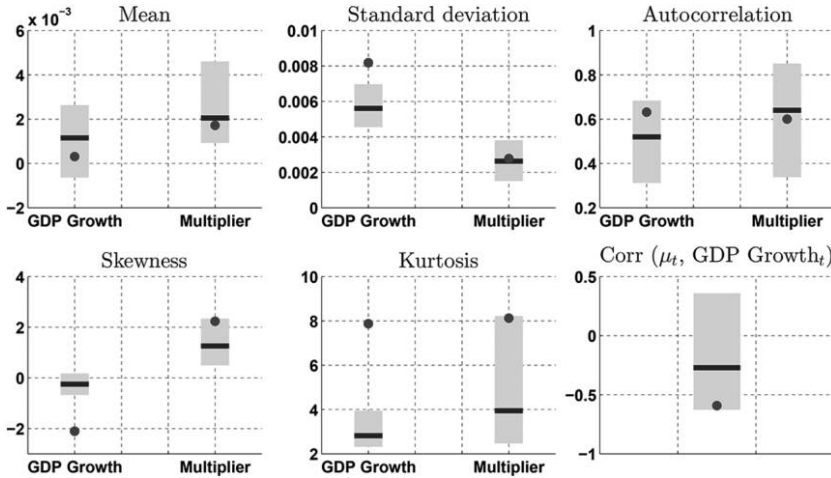 x 10⁻³
Mean
6
4
2
0
−2
GDP Growth
Multiplier
Standard deviation
0.01
0.008
0.006
0.004
0.002
0
GDP Growth
Multiplier
Autocorrelation
1
0.8
0.6
0.4
0.2
GDP Growth
Multiplier
Skewness
4
2
0
−2
GDP Growth
Multiplier
Kurtosis
10
8
6
4
2
GDP Growth
Multiplier
Corr (μₜ, GDP Growthₜ)
0.5
0
−0.5
−1